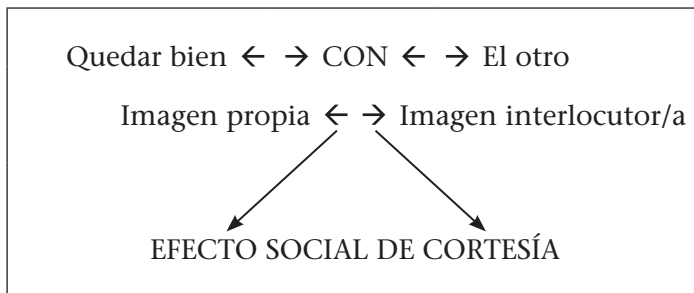 Quedar bien ← → CON ← → El otro
Imagen propia ← → Imagen interlocutor/a
EFECTO SOCIAL DE CORTESÍA